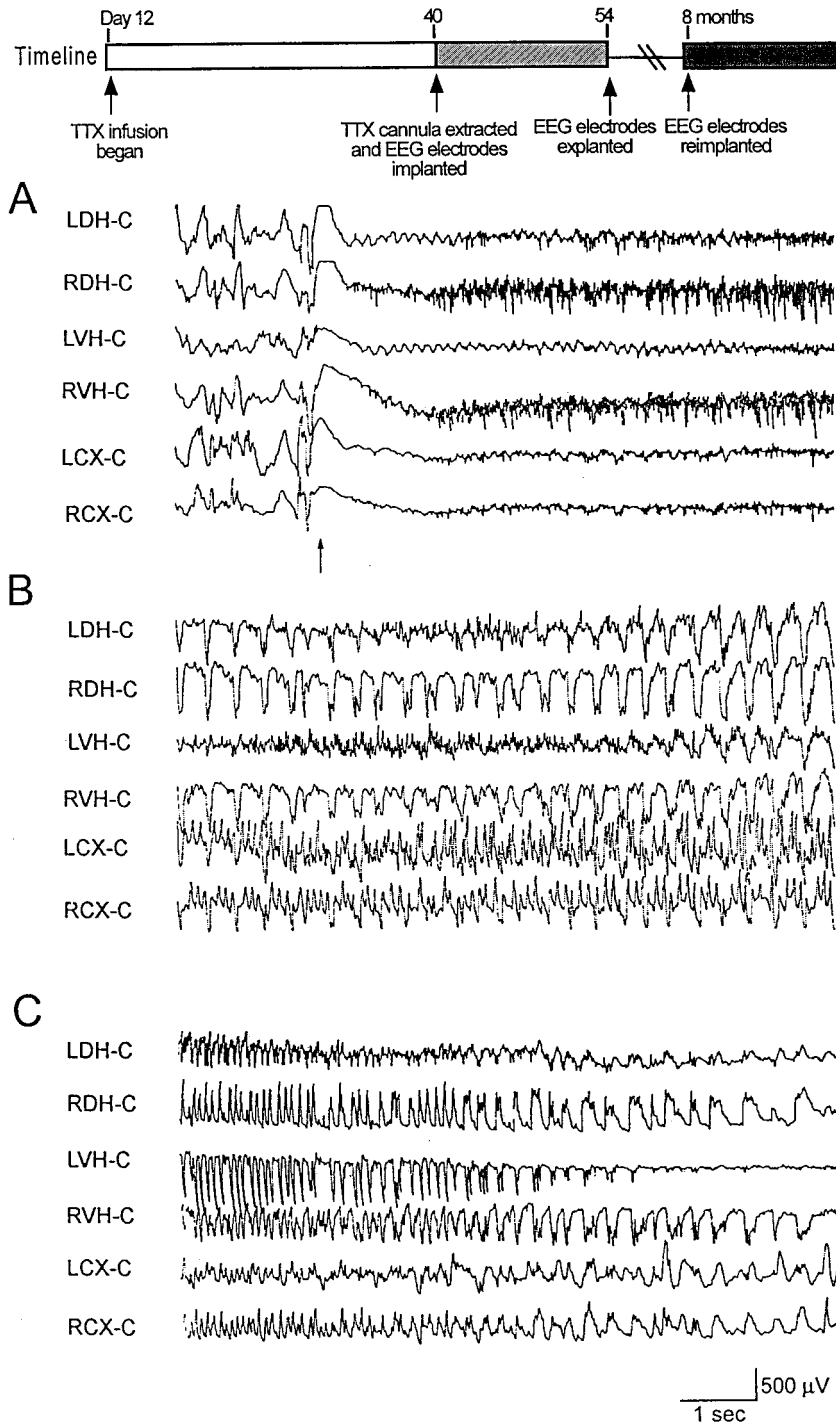 Day 12
40
54
8 months
Timeline
TTX infusion
began
TTX cannula extracted
and EEG electrodes
implanted
EEG electrodes
explanted
EEG electrodes
reimplanted
A
LDH-C
RDH-C
LVH-C
RVH-C
LCX-C
RCX-C
B
LDH-C
RDH-C
LVH-C
RVH-C
LCX-C
RCX-C
C
LDH-C
RDH-C
LVH-C
RVH-C
LCX-C
RCX-C
500 μV
1 sec